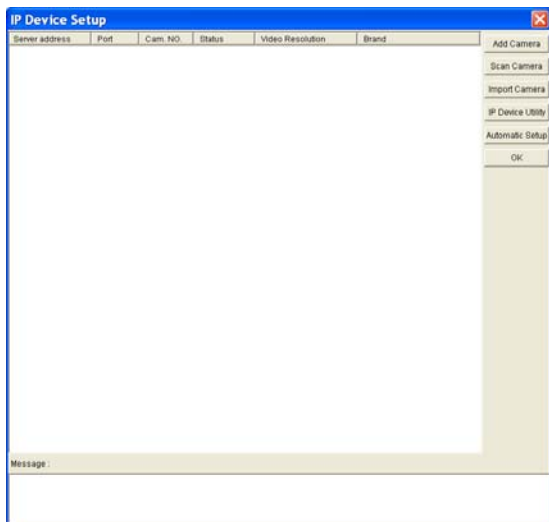 IP Device Setup
Server address Port Cam. NO. Status Video Resolution Brand
Add Camera
Scan Camera
Import Camera
IP Device Utility
Automatic Setup
OK
Message :